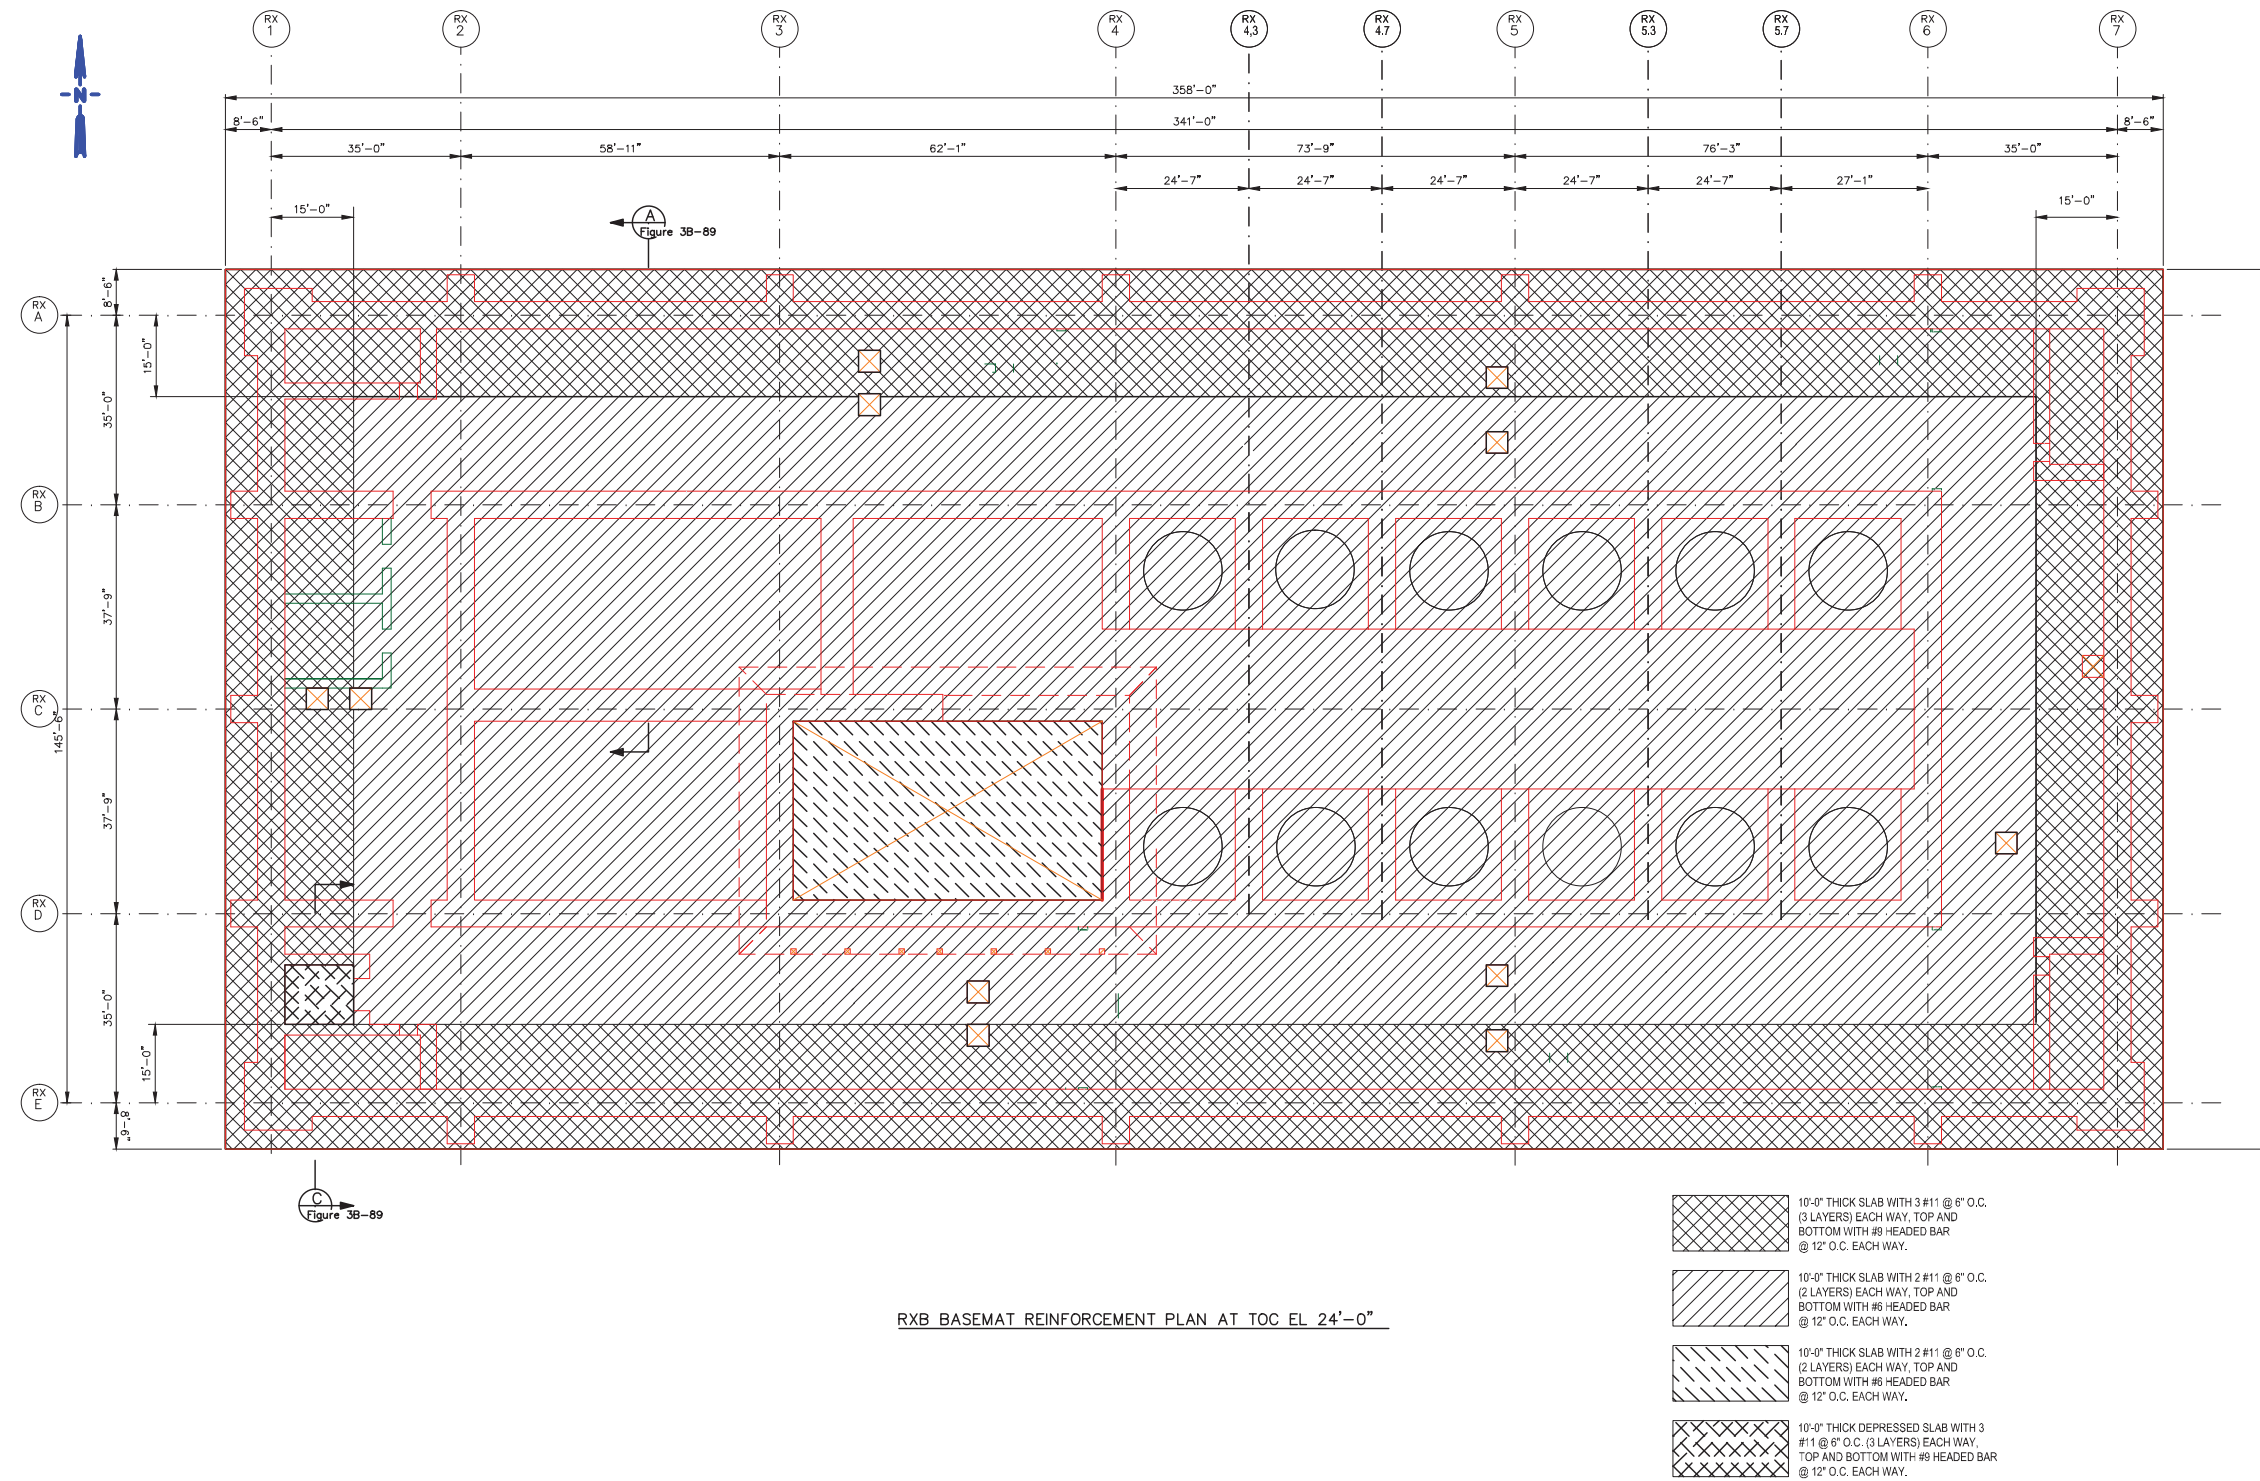 RX 1
RX 2
RX 3
RX 4
RX 4,3
RX 4.7
RX 5
RX 5.3
RX 5.7
RX 6
RX 7
N
358'-0"
8'-6"
341'-0"
8'-6"
35'-0"
58'-11"
62'-1"
73'-9"
76'-3"
35'-0"
24'-7"
24'-7"
24'-7"
24'-7"
24'-7"
27'-1"
15'-0"
15'-0"
A
Figure 3B-89
8'-6"
RX A
15'-0"
35'-0"
RX B
37'-9"
RX C
145'-6"
37'-9"
RX D
35'-0"
15'-0"
RX E
8'-6"
C
Figure 3B-89
RXB BASEMAT REINFORCEMENT PLAN AT TOC EL 24'-0"
10'-0" THICK SLAB WITH 3 #11 @ 6" O.C.
(3 LAYERS) EACH WAY, TOP AND
BOTTOM WITH #9 HEADED BAR
@ 12" O.C. EACH WAY.
10'-0" THICK SLAB WITH 2 #11 @ 6" O.C.
(2 LAYERS) EACH WAY, TOP AND
BOTTOM WITH #6 HEADED BAR
@ 12" O.C. EACH WAY.
10'-0" THICK SLAB WITH 2 #11 @ 6" O.C.
(2 LAYERS) EACH WAY, TOP AND
BOTTOM WITH #6 HEADED BAR
@ 12" O.C. EACH WAY.
10'-0" THICK DEPRESSED SLAB WITH 3
#11 @ 6" O.C. (3 LAYERS) EACH WAY,
TOP AND BOTTOM WITH #9 HEADED BAR
@ 12" O.C. EACH WAY.